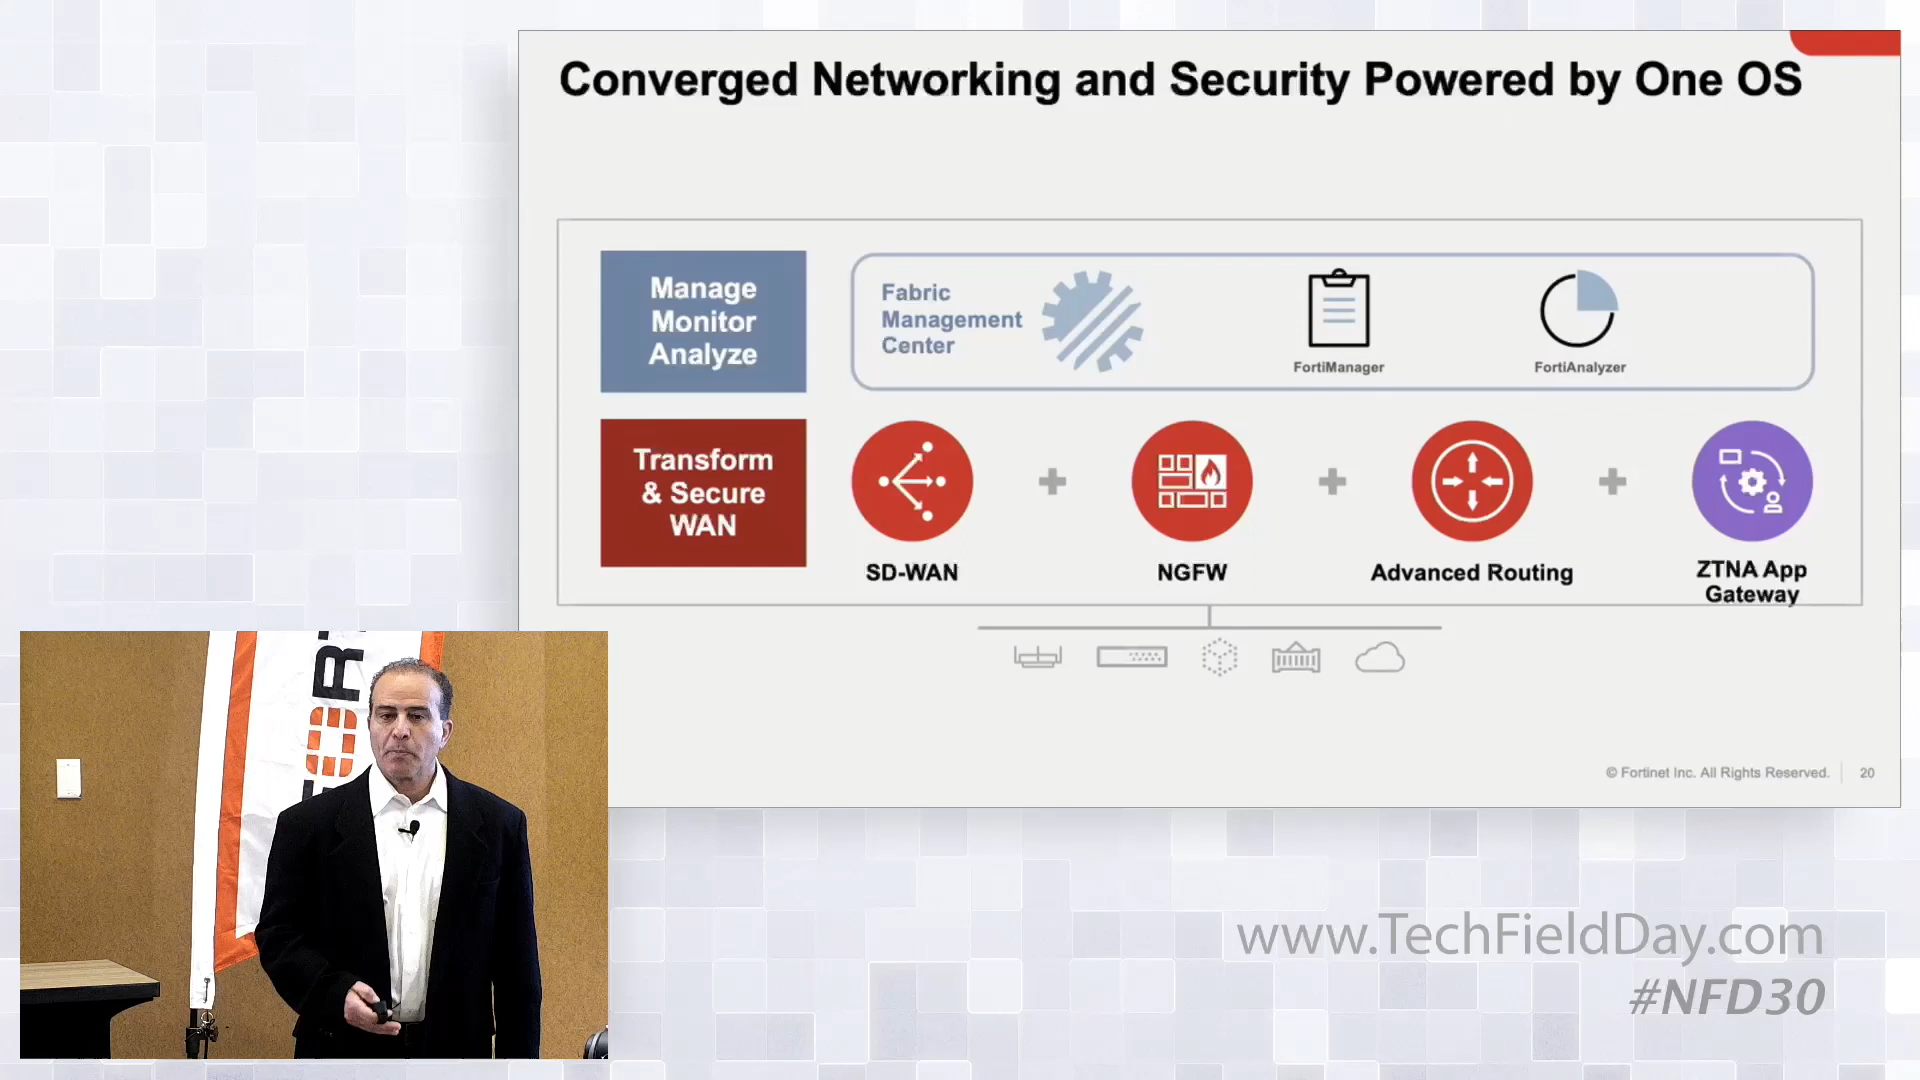 Converged Networking and Security Powered by One OS
Manage
Monitor
Analyze
Fabric
Management
Center
FortiManager
FortiAnalyzer
Transform
& Secure
WAN
SD-WAN
NGFW
Advanced Routing
ZTNA App
Gateway
© Fortinet Inc. All Rights Reserved.
20
www.TechFieldDay.com
#NFD30